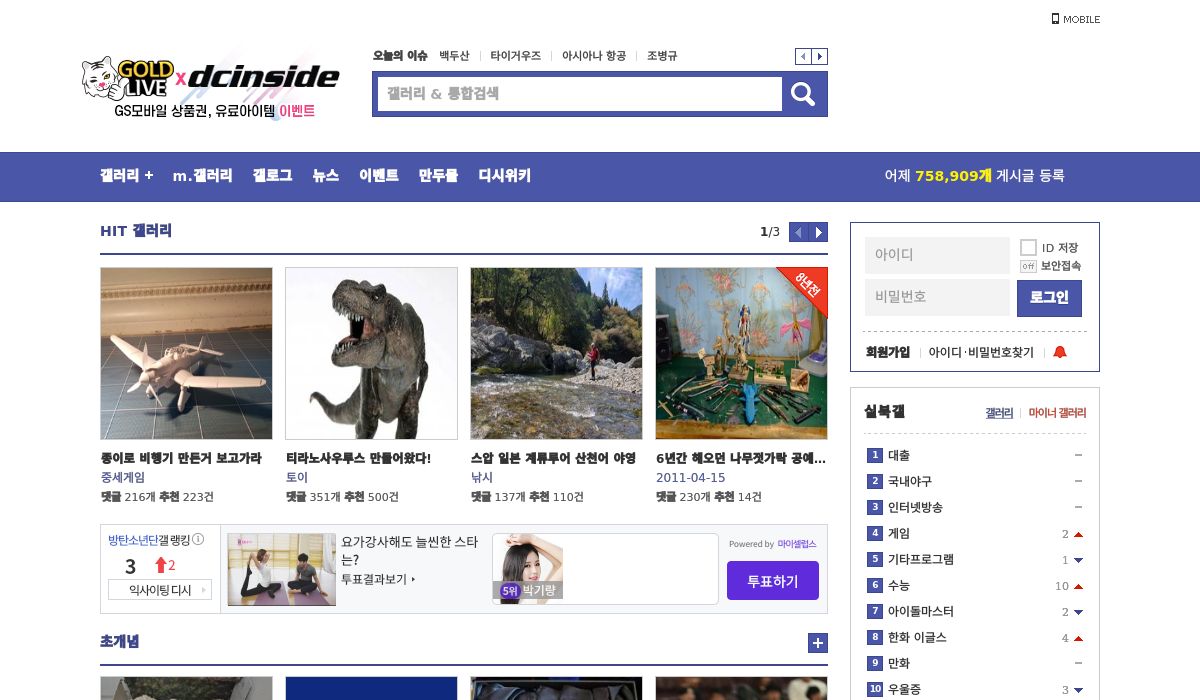 MOBILE
GOLD LIVE x dcinside
GS모바일 상품권, 유료아이템 이벤트
오늘의 이슈 백두산 타이거우즈 아시아나 항공 조병규
갤러리 & 통합검색
갤러리 + m.갤러리 갤로그 뉴스 이벤트 만두몰 디시위키
어제 758,909개 게시글 등록
HIT 갤러리
1/3
8년전
종이로 비행기 만든거 보고가라
중세게임
댓글 216개 추천 223건
티라노사우루스 만들어왔다!
토이
댓글 351개 추천 500건
스압 일본 계류투어 산천어 야영
낚시
댓글 137개 추천 110건
6년간 해오던 나무젓가락 공예...
2011-04-15
댓글 230개 추천 14건
방탄소년단갤 랭킹
3 2
익사이팅 디시
요가강사해도 늘씬한 스타는?
투표결과보기
5위 박기량
Powered by 마이셀럽스
투표하기
초개념
+
아이디
ID 저장
Off 보안접속
비밀번호
로그인
회원가입 아이디·비밀번호찾기
실북갤 갤러리 마이너 갤러리
1 대출 -
2 국내야구 -
3 인터넷방송 -
4 게임 2
5 기타프로그램 1
6 수능 10
7 아이돌마스터 2
8 한화 이글스 4
9 만화 -
10 우울증 3